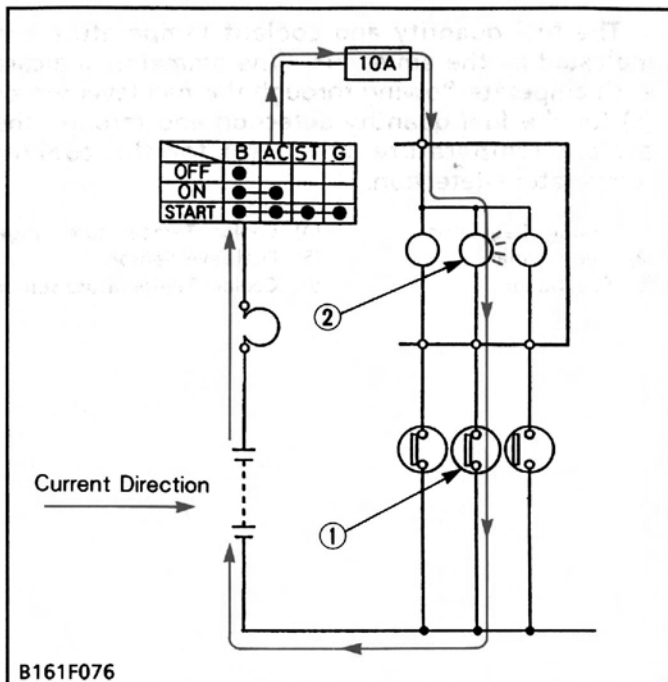 10A
B AC ST G
OFF
ON
START
②
Current Direction
①
B161F076